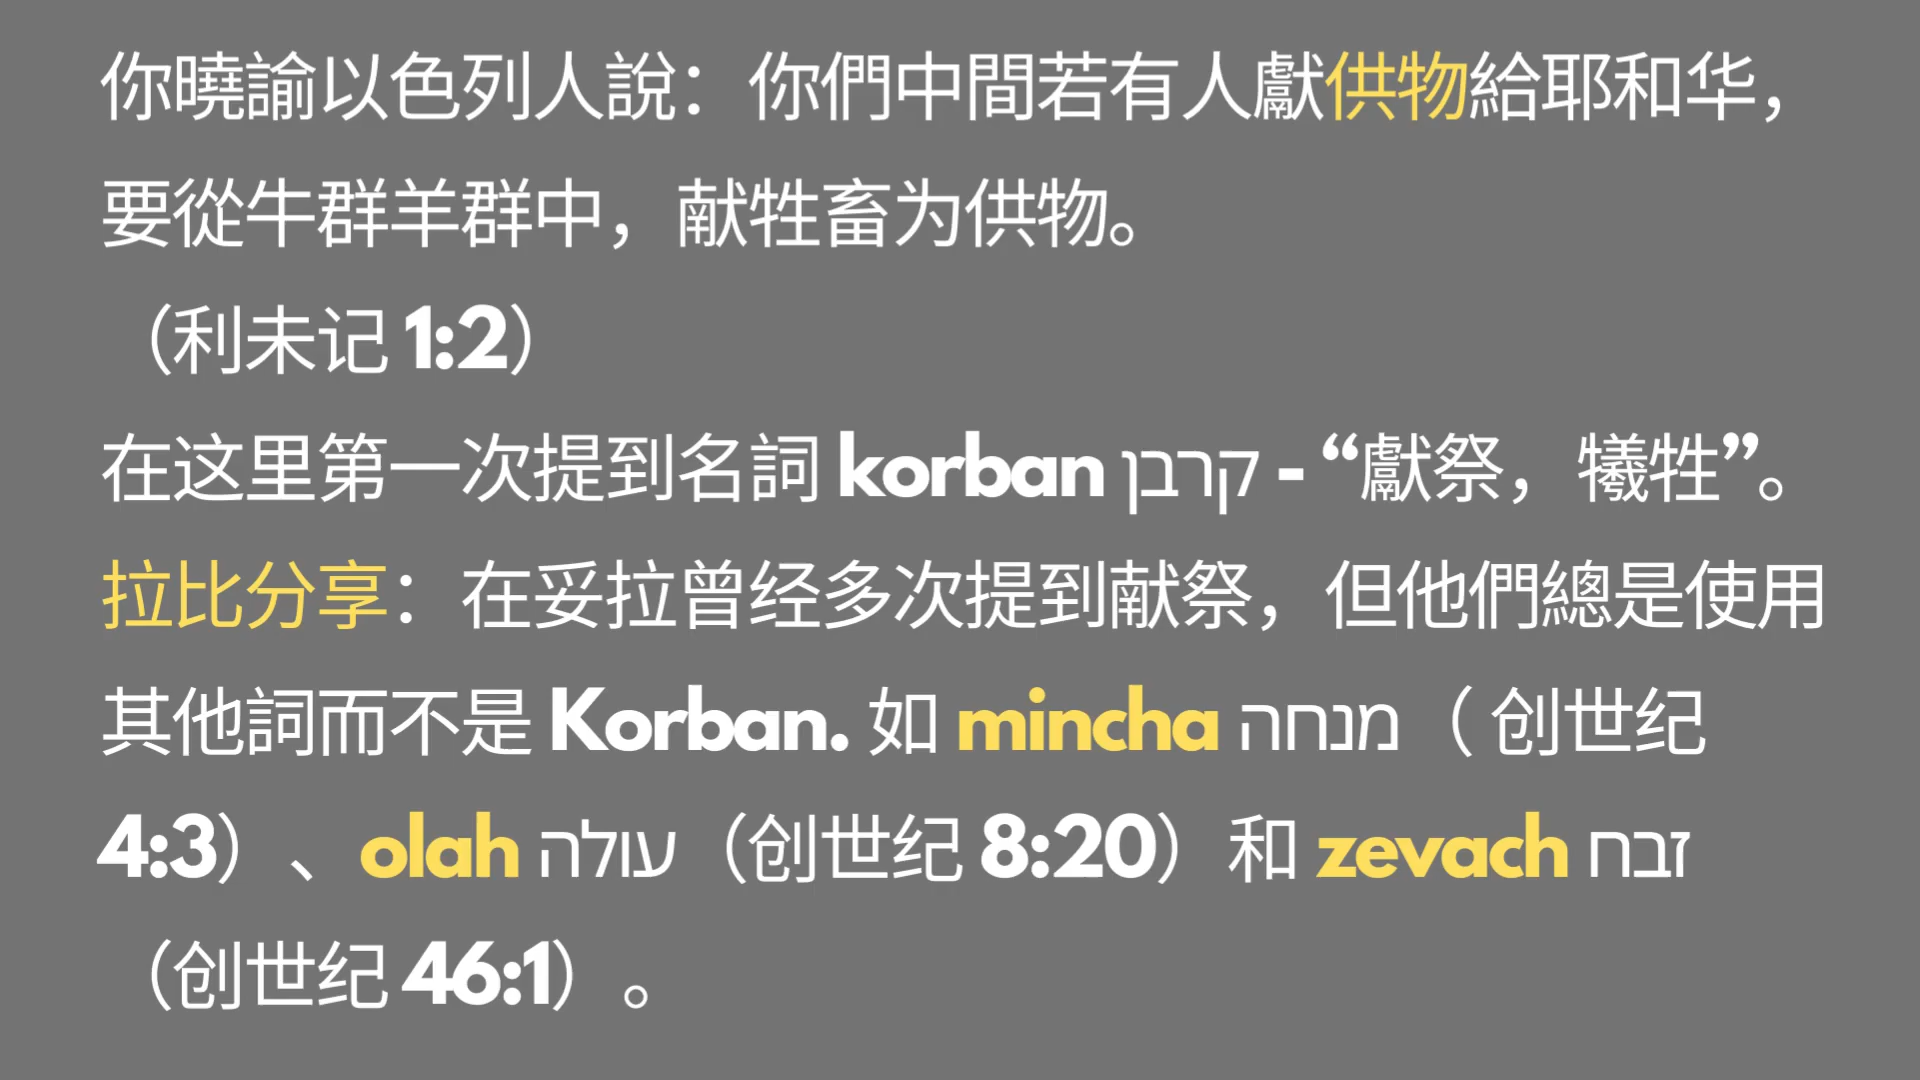 你曉諭以色列人說：你們中間若有人獻供物給耶和华，
要從牛群羊群中，献牲畜为供物。
（利未记 1:2）
在这里第一次提到名詞 korban קרבן - “獻祭，犧牲”。
拉比分享：在妥拉曾经多次提到献祭，但他們總是使用
其他詞而不是 Korban. 如 mincha מנחה（ 创世纪
4:3）、olah עולה（创世纪 8:20）和 zevach זבח
（创世纪 46:1）。